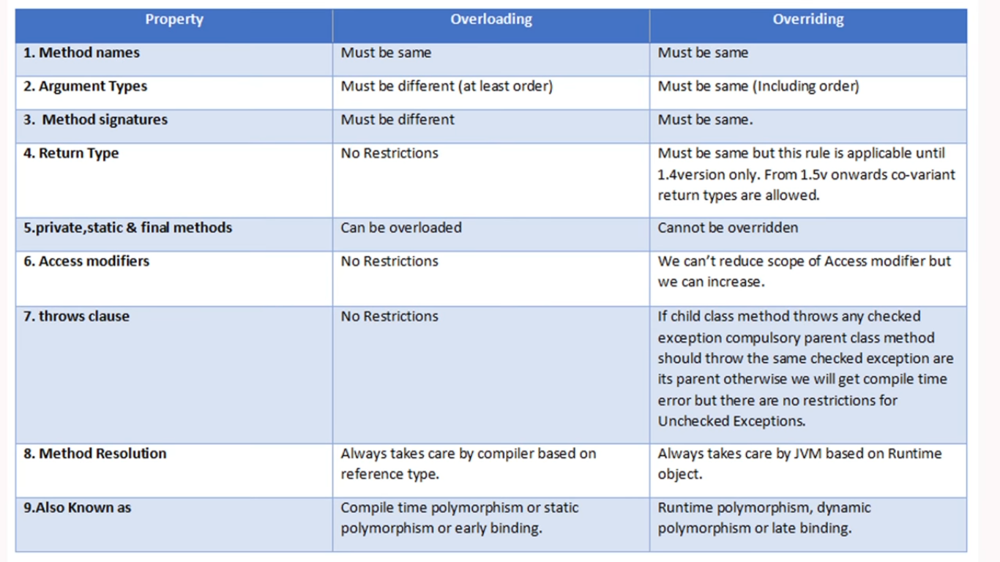 Property Overloading Overriding
1. Method names Must be same Must be same
2. Argument Types Must be different (at least order) Must be same (Including order)
3. Method signatures Must be different Must be same.
4. Return Type No Restrictions Must be same but this rule is applicable until
1.4version only. From 1.5v onwards co-variant
return types are allowed.
5.private,static & final methods Can be overloaded Cannot be overridden
6. Access modifiers No Restrictions We can’t reduce scope of Access modifier but
we can increase.
7. throws clause No Restrictions If child class method throws any checked
exception compulsory parent class method
should throw the same checked exception are
its parent otherwise we will get compile time
error but there are no restrictions for
Unchecked Exceptions.
8. Method Resolution Always takes care by compiler based on
reference type.
Always takes care by JVM based on Runtime
object.
9.Also Known as Compile time polymorphism or static
polymorphism or early binding.
Runtime polymorphism, dynamic
polymorphism or late binding.